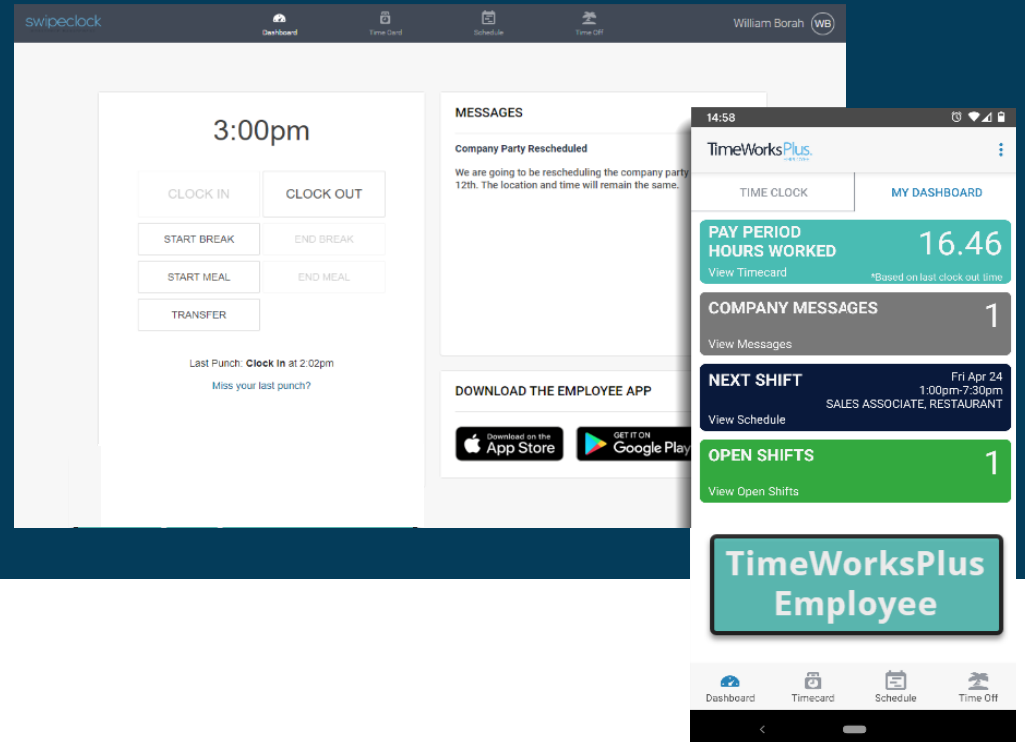 swipeclock
Dashboard
Time Card
Schedule
Time Off
William Borah
WB
3:00pm
CLOCK IN
CLOCK OUT
START BREAK
END BREAK
START MEAL
END MEAL
TRANSFER
Last Punch: Clock In at 2:02pm
Miss your last punch?
MESSAGES
Company Party Rescheduled
We are going to be rescheduling the company party
12th. The location and time will remain the same.
DOWNLOAD THE EMPLOYEE APP
Download on the
App Store
GET IT ON
Google Play
14:58
TimeWorksPlus
TIME CLOCK
MY DASHBOARD
PAY PERIOD
HOURS WORKED
16.46
View Timecard
*Based on last clock out time
COMPANY MESSAGES
1
View Messages
NEXT SHIFT
Fri Apr 24
1:00pm-7:30pm
SALES ASSOCIATE, RESTAURANT
View Schedule
OPEN SHIFTS
1
View Open Shifts
TimeWorksPlus
Employee
Dashboard
Timecard
Schedule
Time Off